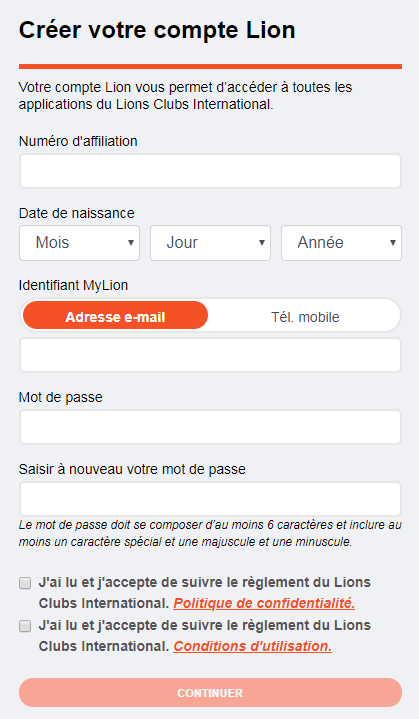 Créer votre compte Lion
Votre compte Lion vous permet d'accéder à toutes les
applications du Lions Clubs International.
Numéro d'affiliation
Date de naissance
Mois Jour Année
Identifiant MyLion
Adresse e-mail Tél. mobile
Mot de passe
Saisir à nouveau votre mot de passe
Le mot de passe doit se composer d'au moins 6 caractères et inclure au
moins un caractère spécial et une majuscule et une minuscule.
J'ai lu et j'accepte de suivre le règlement du Lions
Clubs International. Politique de confidentialité.
J'ai lu et j'accepte de suivre le règlement du Lions
Clubs International. Conditions d'utilisation.
CONTINUER